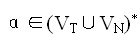 α ∈ (V_T ∪ V_N)^*